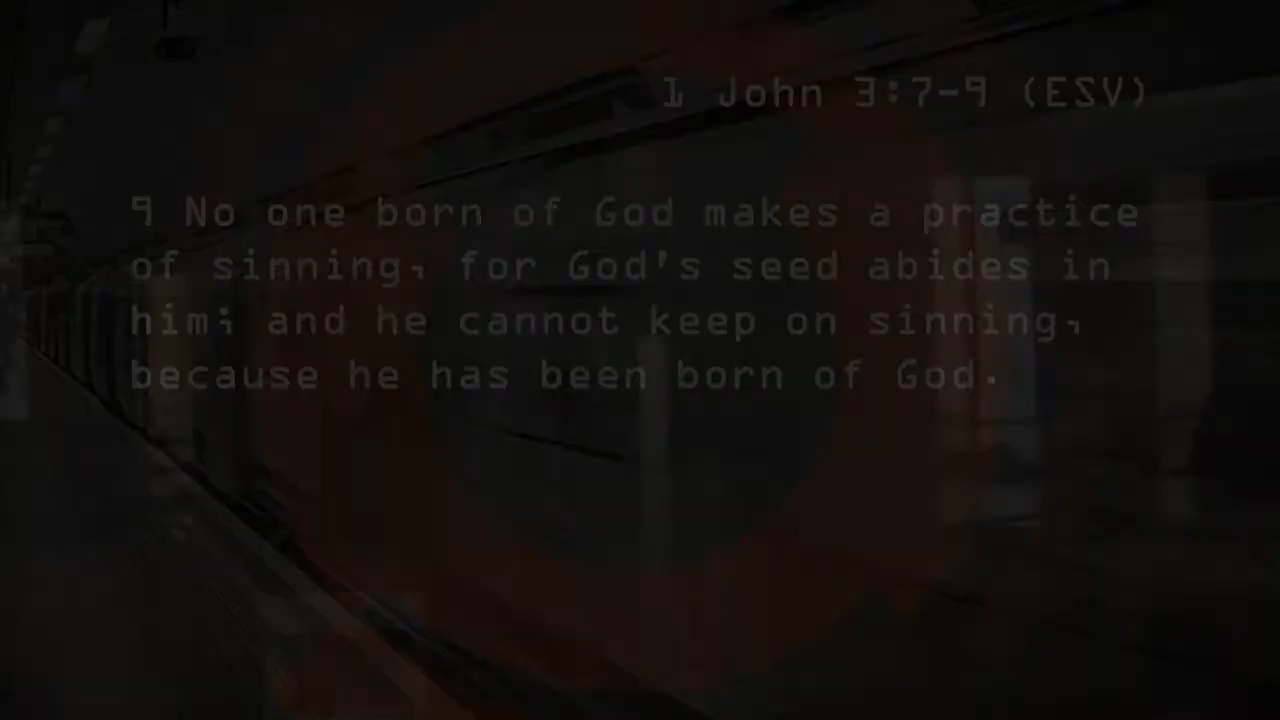 1 John 3:7-9 (ESV)
9 No one born of God makes a practice
of sinning, for God's seed abides in
him; and he cannot keep on sinning,
because he has been born of God.